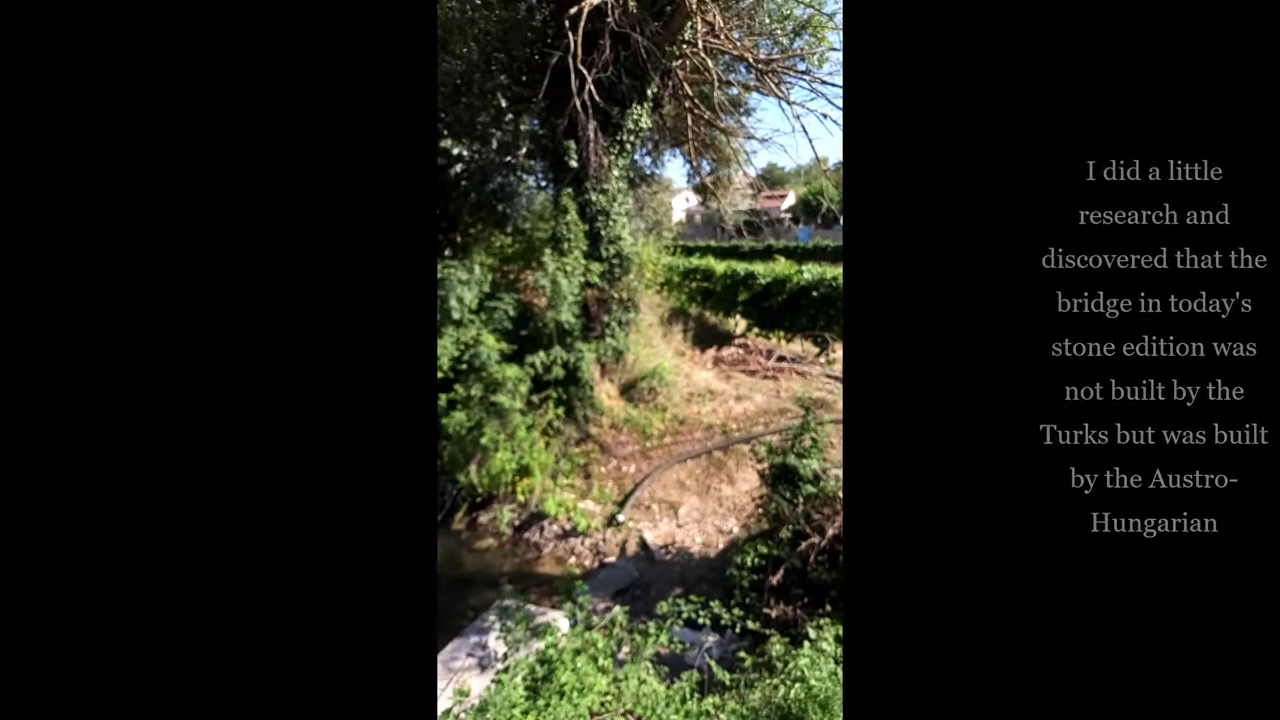 I did a little
research and
discovered that the
bridge in today's
stone edition was
not built by the
Turks but was built
by the Austro-
Hungarian